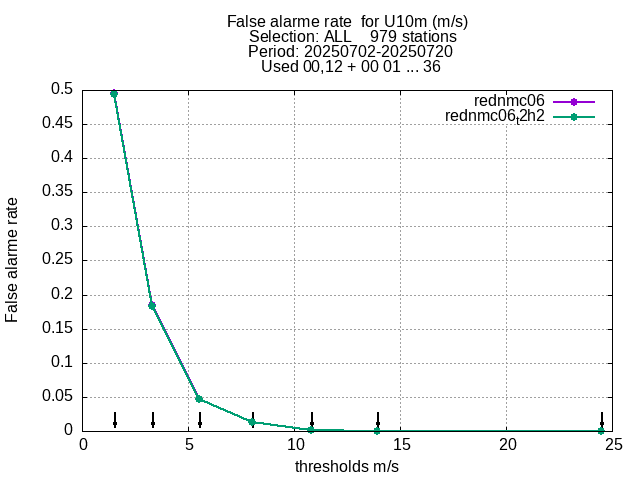 False alarme rate  for U10m (m/s)
Selection: ALL    979 stations
Period: 20250702-20250720
Used 00,12 + 00 01 ... 36
rednmc06
rednmc06,2h2
False alarme rate
0.5
0.45
0.4
0.35
0.3
0.25
0.2
0.15
0.1
0.05
0
0 5 10 15 20 25
thresholds m/s